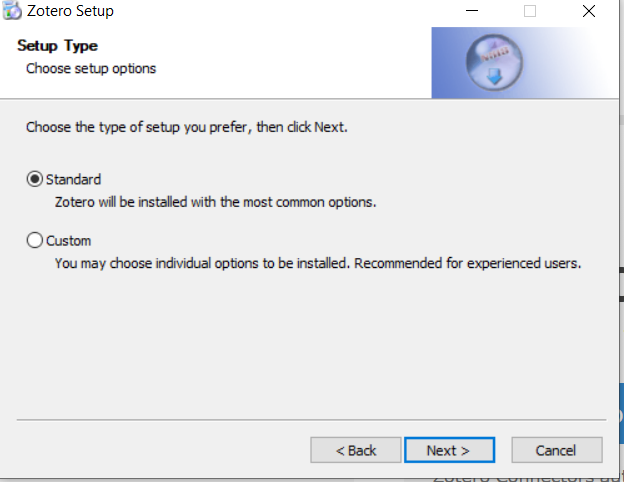 Zotero Setup
Setup Type
Choose setup options
Choose the type of setup you prefer, then click Next.
Standard
Zotero will be installed with the most common options.
Custom
You may choose individual options to be installed. Recommended for experienced users.
< Back
Next >
Cancel
Zotero Connectors